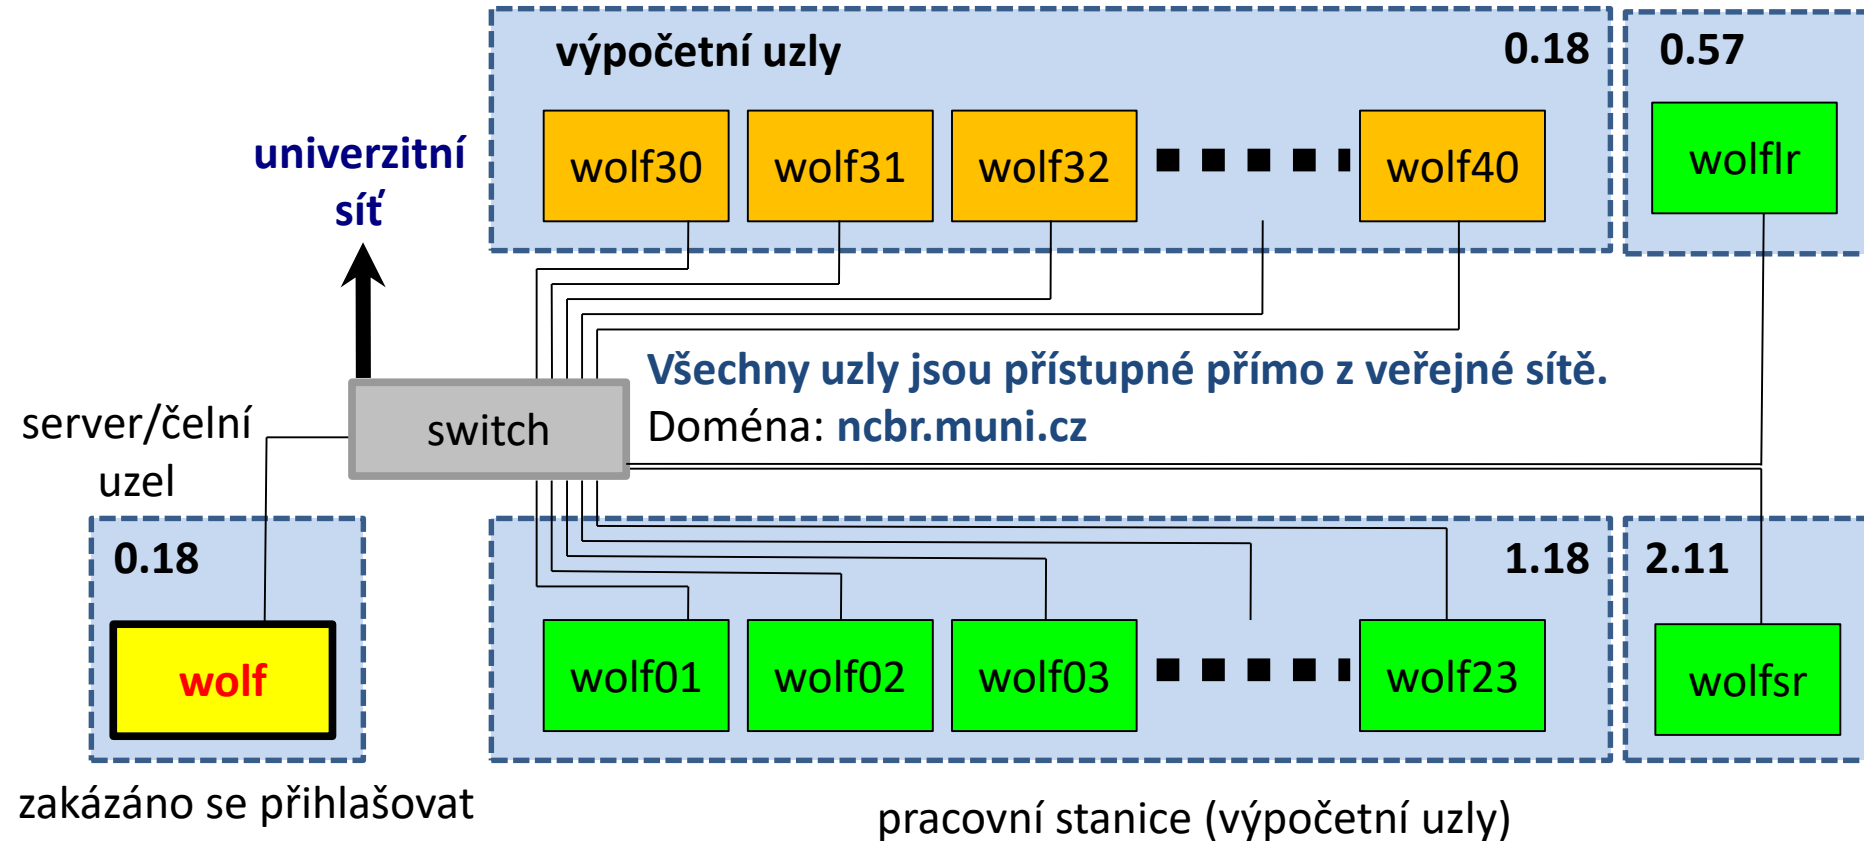 výpočetní uzly
0.18
0.57
wolf30
wolf31
wolf32
wolf40
wolflr
univerzitní
síť
Všechny uzly jsou přístupné přímo z veřejné sítě.
Doména: ncbr.muni.cz
switch
server/čelní
uzel
0.18
wolf
zakázáno se přihlašovat
1.18
2.11
wolf01
wolf02
wolf03
wolf23
wolfsr
pracovní stanice (výpočetní uzly)